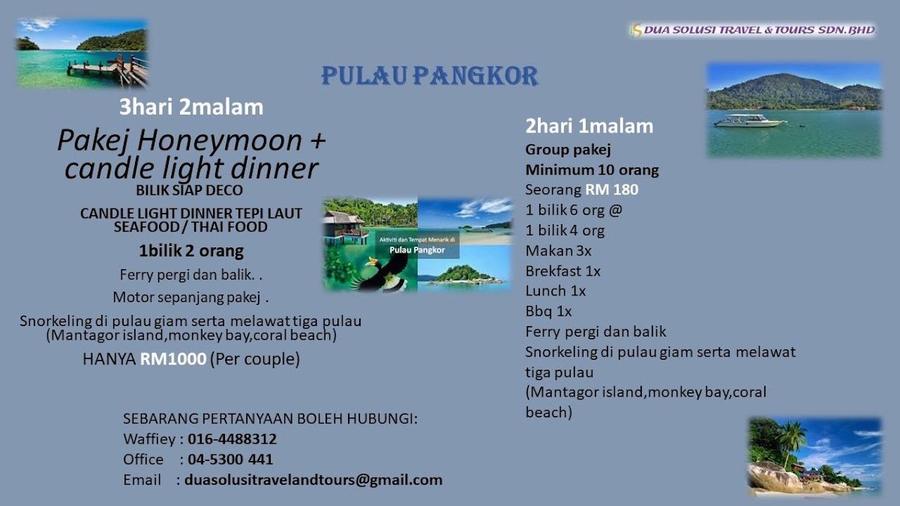 DUA SOLUSI TRAVEL & TOURS SDN.BHD
PULAU PANGKOR
3hari 2malam
Pakej Honeymoon +
candle light dinner
BILIK SIAP DECO
CANDLE LIGHT DINNER TEPI LAUT
SEAFOOD/ THAI FOOD
1bilik 2 orang
Ferry pergi dan balik. .
Motor sepanjang pakej .
Snorkeling di pulau giam serta melawat tiga pulau
(Mantagor island,monkey bay,coral beach)
HANYA RM1000 (Per couple)
Aktiviti dan Tempat Menarik di
Pulau Pangkor
2hari 1malam
Group pakej
Minimum 10 orang
Seorang RM 180
1 bilik 6 org @
1 bilik 4 org
Makan 3x
Brekfast 1x
Lunch 1x
Bbq 1x
Ferry pergi dan balik
Snorkeling di pulau giam serta melawat
tiga pulau
(Mantagor island,monkey bay,coral
beach)
SEBARANG PERTANYAAN BOLEH HUBUNGI:
Waffiey : 016-4488312
Office : 04-5300 441
Email : duasolusitravelandtours@gmail.com